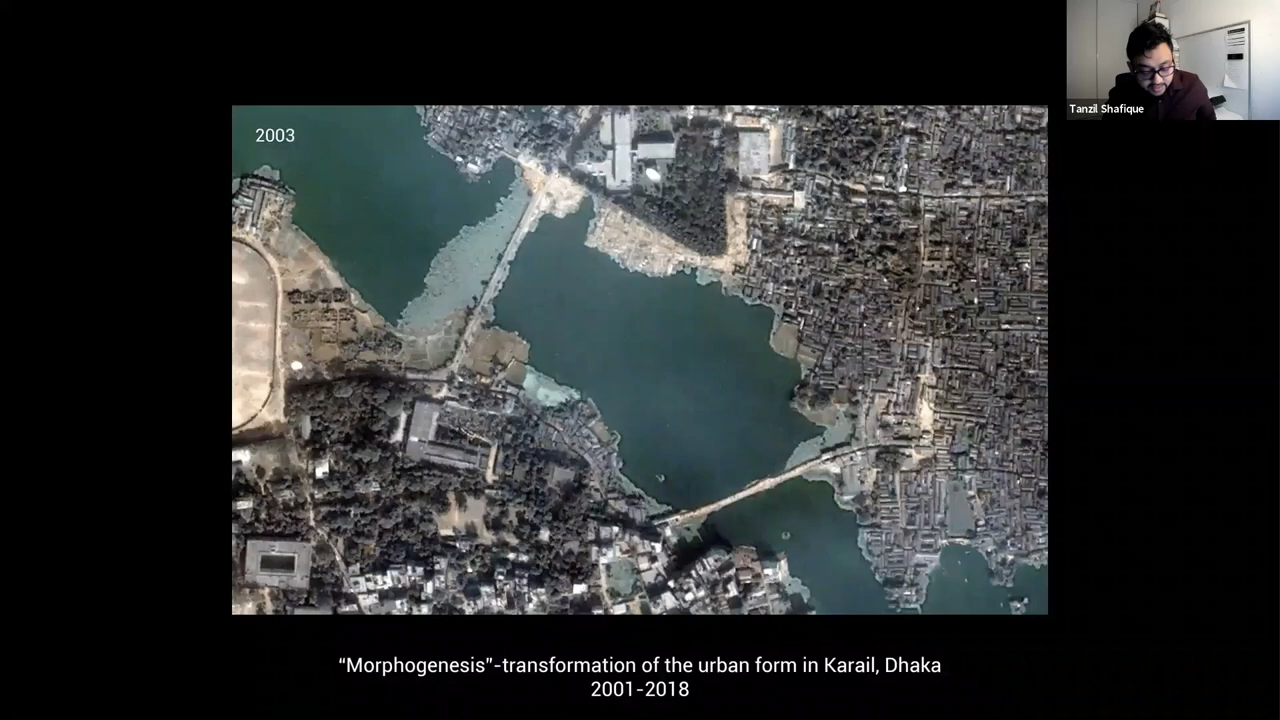 Tanzil Shafique
2003
“Morphogenesis”-transformation of the urban form in Karail, Dhaka
2001-2018